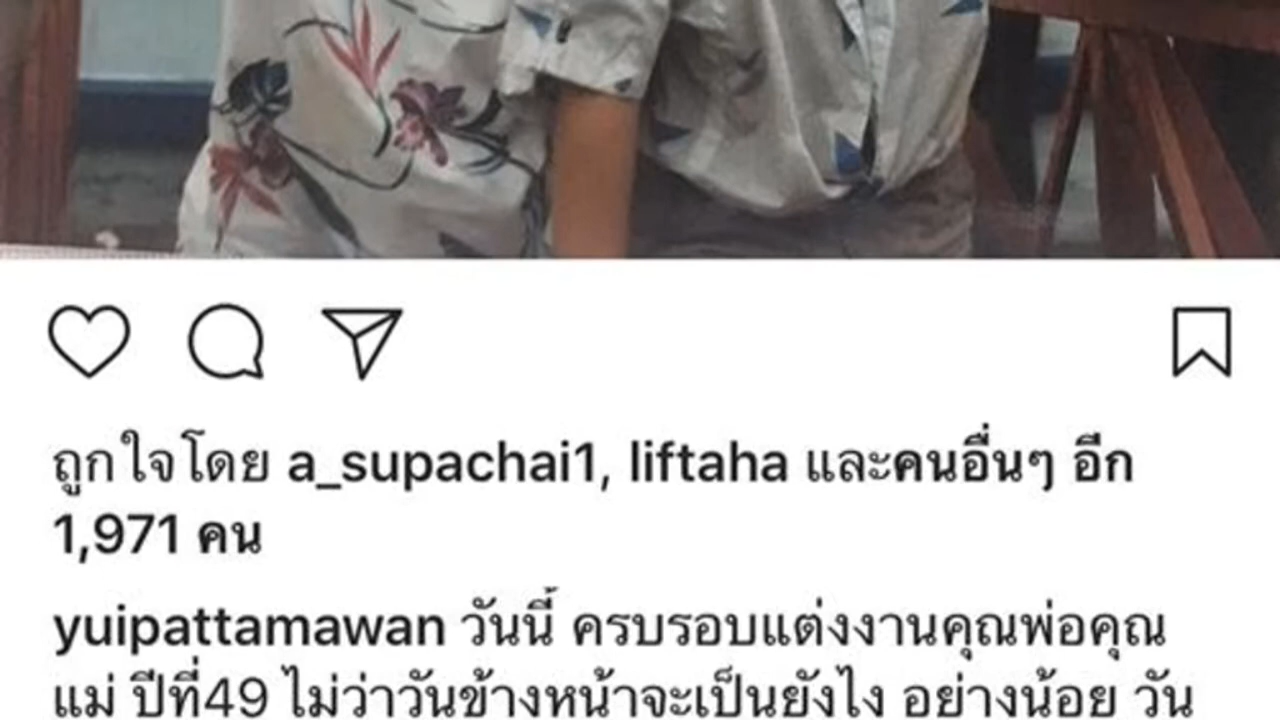 ถูกใจโดย a_supachai1, liftaha และคนอื่นๆ อีก
1,971 คน
yuipattamawan วันนี้ ครบรอบแต่งงานคุณพ่อคุณ
แม่ ปีที่49 ไม่ว่าวันข้างหน้าจะเป็นยังไง อย่างน้อย วัน